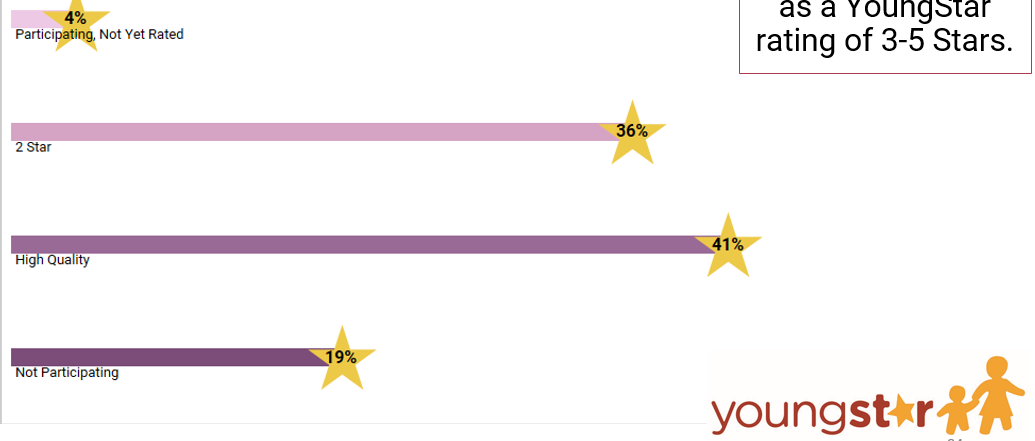 4%
Participating, Not Yet Rated
as a YoungStar
rating of 3-5 Stars.
36%
2 Star
41%
High Quality
19%
Not Participating
youngstar